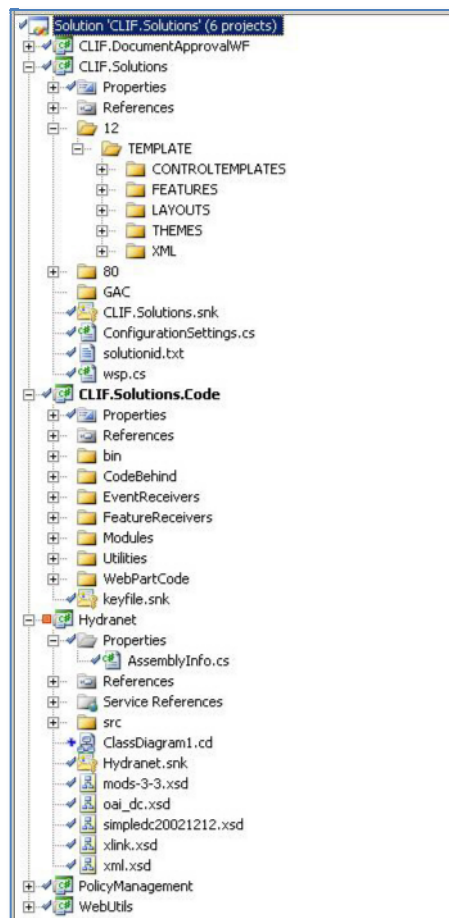 Solution 'CLIF.Solutions' (6 projects)
CLIF.DocumentApprovalWF
CLIF.Solutions
Properties
References
12
TEMPLATE
CONTROLTEMPLATES
FEATURES
LAYOUTS
THEMES
XML
80
GAC
CLIF.Solutions.snk
ConfigurationSettings.cs
solutionid.txt
wsp.cs
CLIF.Solutions.Code
Properties
References
bin
CodeBehind
EventReceivers
FeatureReceivers
Modules
Utilities
WebPartCode
keyfile.snk
Hydranet
Properties
AssemblyInfo.cs
References
Service References
src
ClassDiagram1.cd
Hydranet.snk
mods-3-3.xsd
oai_dc.xsd
simpledc20021212.xsd
xlink.xsd
xml.xsd
PolicyManagement
WebUtils